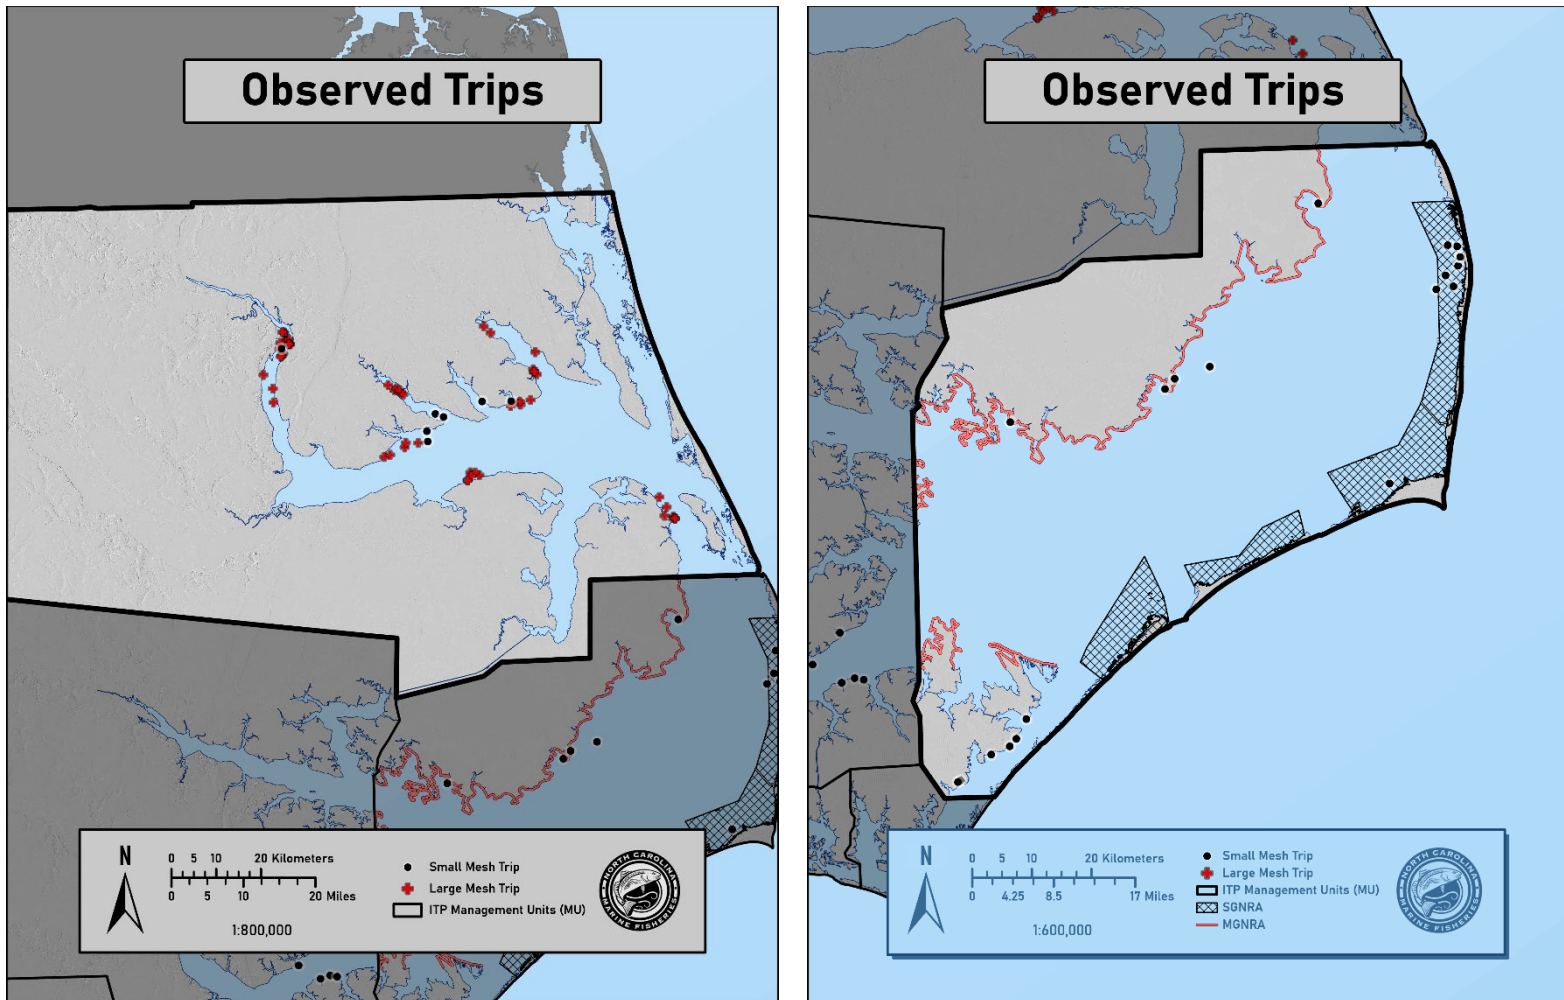 Observed Trips
N
0 5 10 20 Kilometers
0 5 10 20 Miles
1:800,000
Small Mesh Trip
Large Mesh Trip
ITP Management Units (MU)
NORTH CAROLINA
MARINE FISHERIES
Observed Trips
N
0 5 10 20 Kilometers
0 4.25 8.5 17 Miles
1:600,000
Small Mesh Trip
Large Mesh Trip
ITP Management Units (MU)
SGNRA
MGNRA
NORTH CAROLINA
MARINE FISHERIES